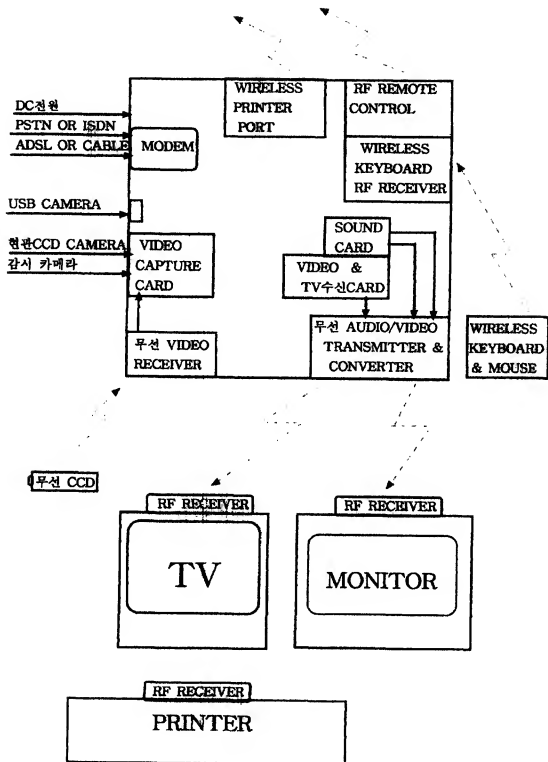 WIRELESS
PRINTER
PORT
RF REMOTE
CONTROL
DC전원
PSTN OR ISDN
ADSL OR CABLE
MODEM
WIRELESS
KEYBOARD
RF RECEIVER
USB CAMERA
현관CCD CAMERA
감시 카메라
VIDEO
CAPTURE
CARD
SOUND
CARD
VIDEO &
TV수신CARD
무선 VIDEO
RECEIVER
무선 AUDIO/VIDEO
TRANSMITTER &
CONVERTER
WIRELESS
KEYBOARD
& MOUSE
무선 CCD
RF RECEIVER
TV
RF RECEIVER
MONITOR
RF RECEIVER
PRINTER